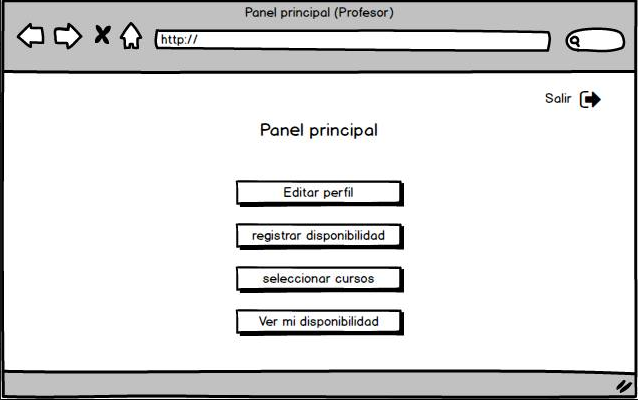 Panel principal (Profesor)
http://
Salir
Panel principal
Editar perfil
registrar disponibilidad
seleccionar cursos
Ver mi disponibilidad